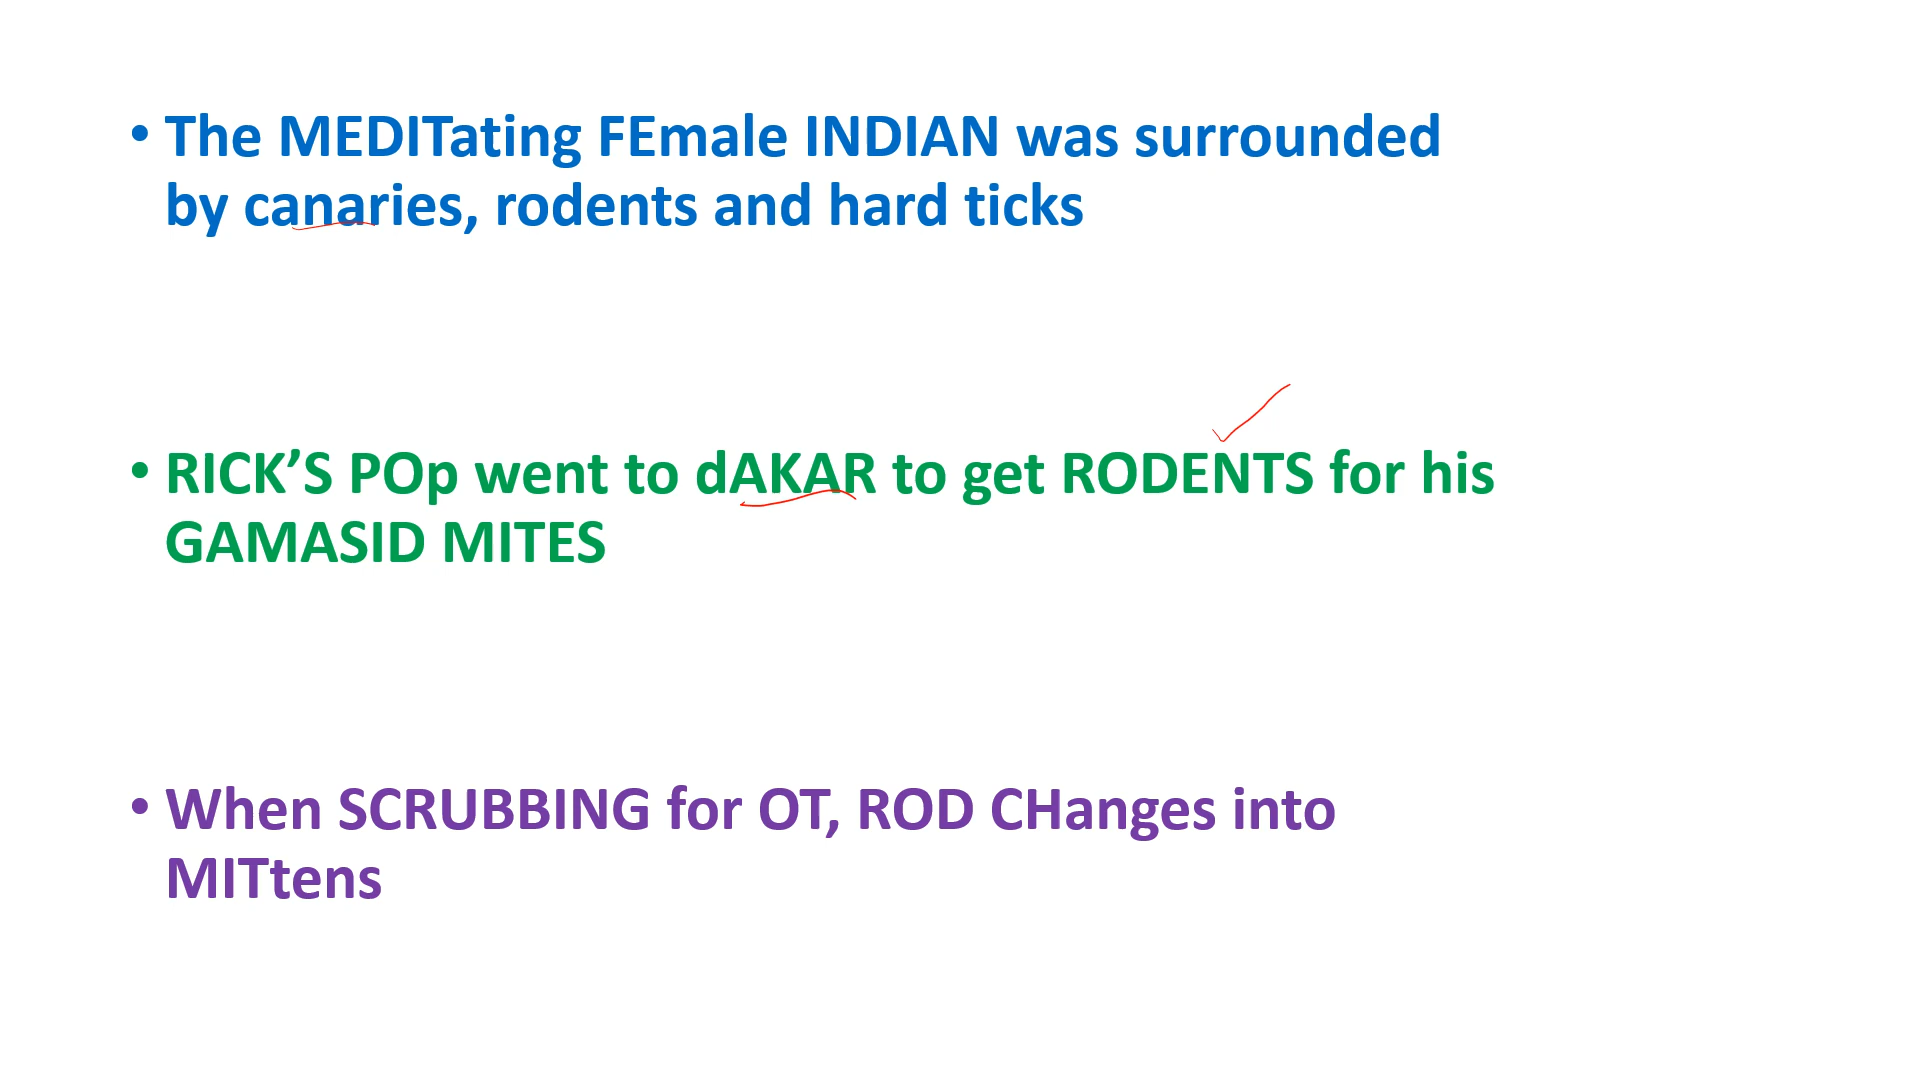 • The MEDITating FEmale INDIAN was surrounded
by canaries, rodents and hard ticks
• RICK’S POp went to dAKAR to get RODENTS for his
GAMASID MITES
• When SCRUBBING for OT, ROD CHanges into
MITtens